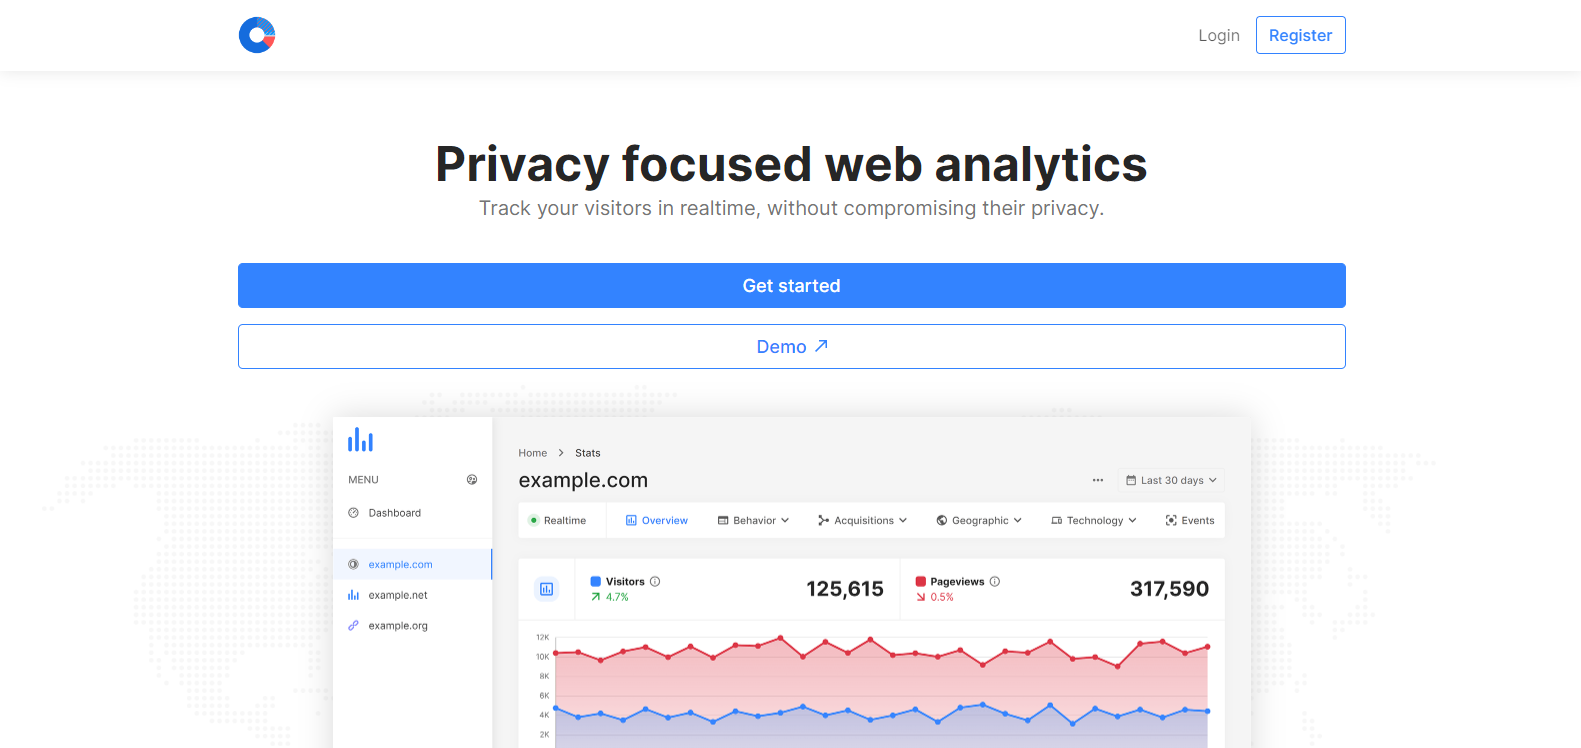 Login Register
Privacy focused web analytics
Track your visitors in realtime, without compromising their privacy.
Get started
Demo
Home Stats
MENU
example.com
Last 30 days
Dashboard
Realtime Overview Behavior Acquisitions Geographic Technology Events
example.com
example.net
example.org
Visitors
4.7%
125,615
Pageviews
0.5%
317,590
12K
10K
8K
6K
4K
2K